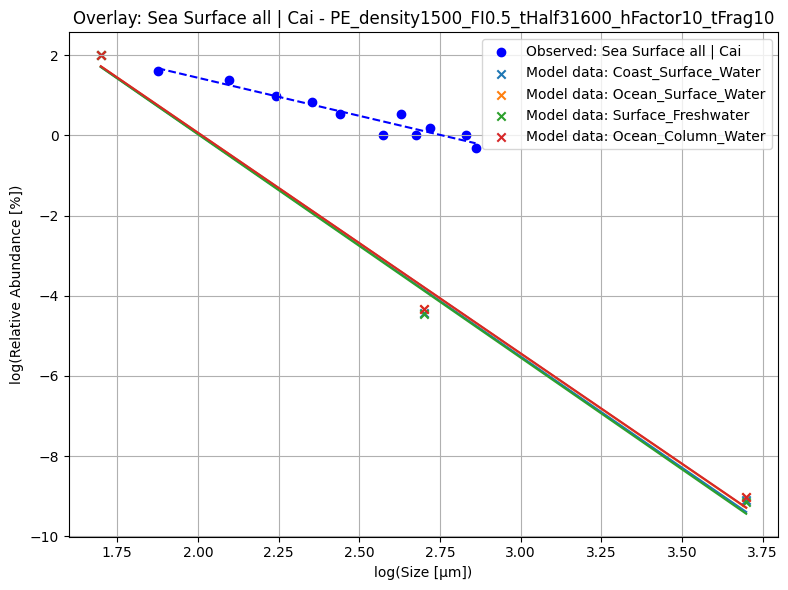 Overlay: Sea Surface all | Cai - PE_density1500_FI0.5_tHalf31600_hFactor10_tFrag10
Observed: Sea Surface all | Cai
Model data: Coast_Surface_Water
Model data: Ocean_Surface_Water
Model data: Surface_Freshwater
Model data: Ocean_Column_Water
log(Relative Abundance [%])
2
0
−2
−4
−6
−8
−10
1.75 2.00 2.25 2.50 2.75 3.00 3.25 3.50 3.75
log(Size [μm])